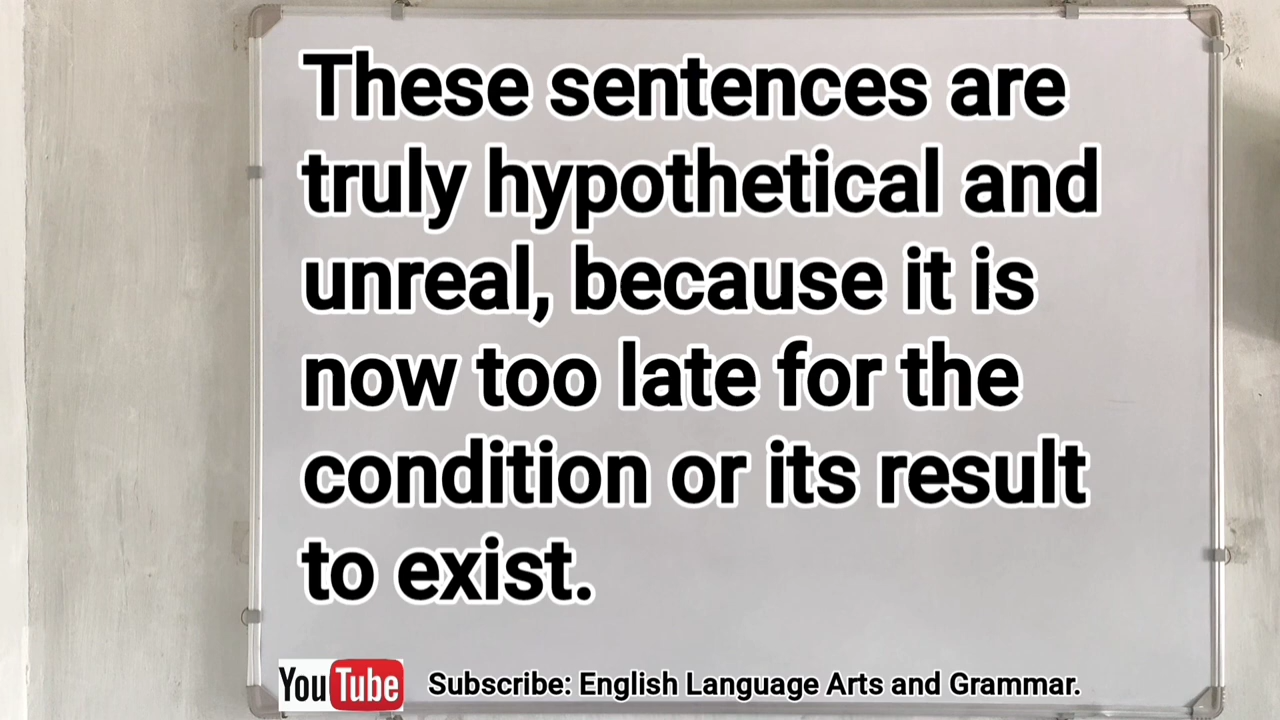 These sentences are
truly hypothetical and
unreal, because it is
now too late for the
condition or its result
to exist.
YouTube Subscribe: English Language Arts and Grammar.